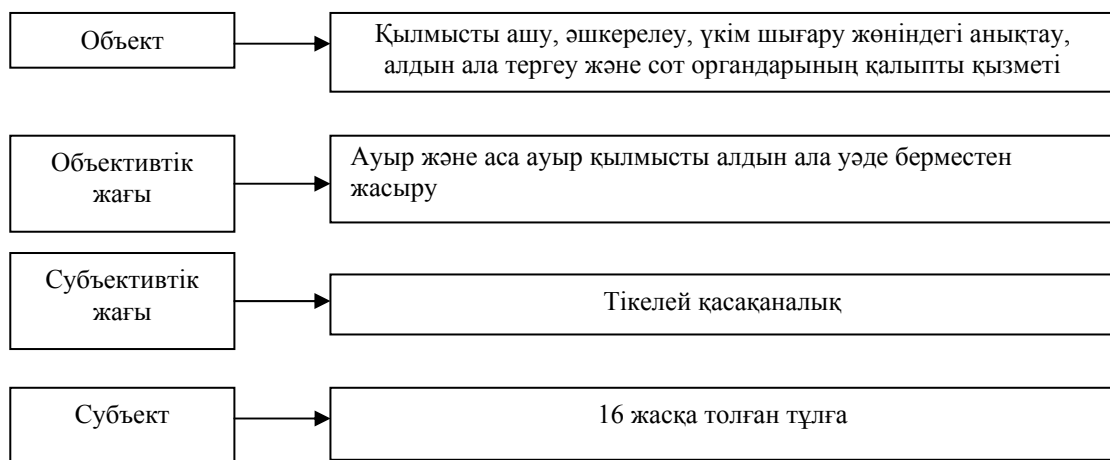 Объект
Қылмысты ашу, әшкерелеу, үкім шығару жөніндегі анықтау,
алдын ала тергеу және сот органдарының қалыпты қызметі
Объективтік
жағы
Ауыр және аса ауыр қылмысты алдын ала уәде берместен
жасыру
Субъективтік
жағы
Тікелей қасақаналық
Субъект
16 жасқа толған тұлға